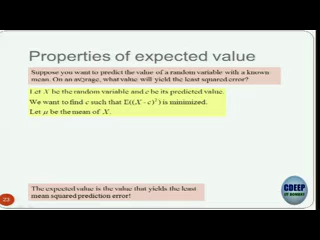 Properties of expected value
Suppose you want to predict the value of a random variable with a known
mean. On an average, what value will yield the least squared error?
Let X be the random variable and c be its predicted value.
We want to find c such that E((X - c)²) is minimized.
Let μ be the mean of X.
The expected value is the value that yields the least
mean squared prediction error!
23
CDEEP
IIT BOMBAY